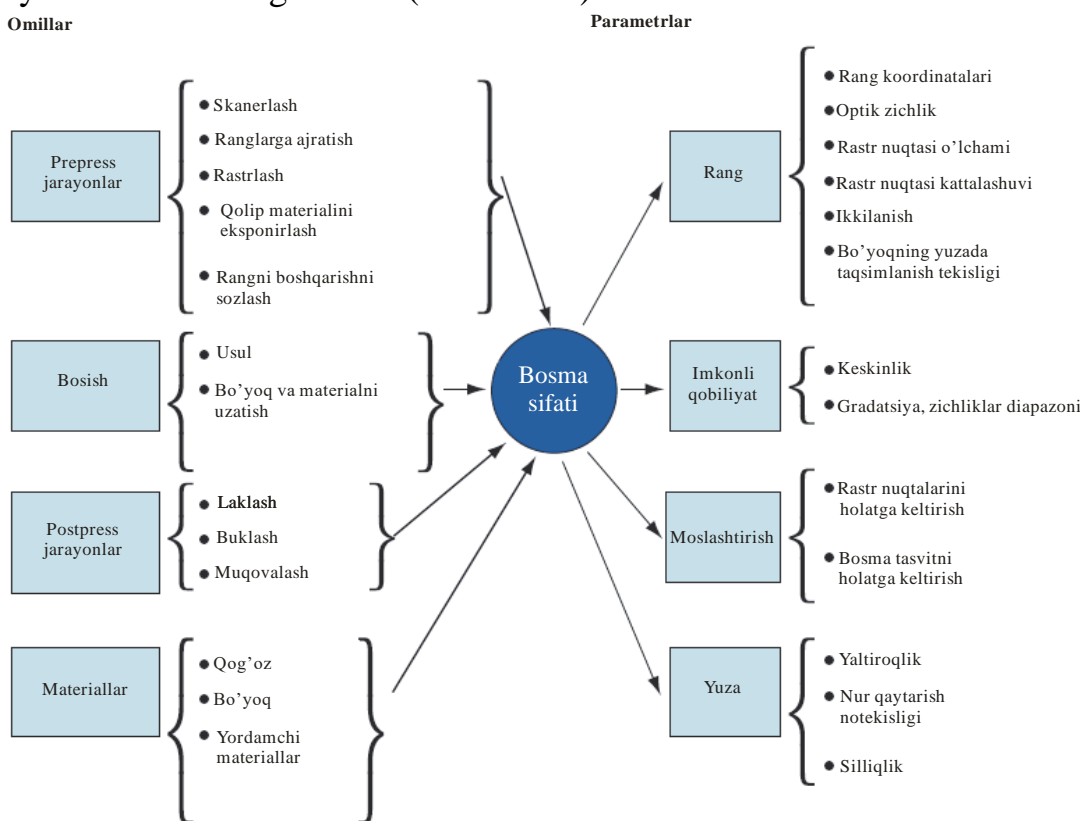 Omillar
Parametrlar
Prepress
jarayonlar
Skanerlash
Ranglarga ajratish
Rastrlash
Qolip materialini
eksponirlash
Rangni boshqarishni
sozlash
Bosish
Usul
Bo’yoq va materialni
uzatish
Postpress
jarayonlar
Laklash
Buklash
Muqovalash
Materiallar
Qog’oz
Bo’yoq
Yordamchi
materiallar
Bosma
sifati
Rang
Rang koordinatalari
Optik zichlik
Rastr nuqtasi o’lchami
Rastr nuqtasi kattalashuvi
Ikkilanish
Bo’yoqning yuzada
taqsimlanish tekisligi
Imkonli
qobiliyat
Keskinlik
Gradatsiya, zichliklar diapazoni
Moslashtirish
Rastr nuqtalarini
holatga keltirish
Bosma tasvitni
holatga keltirish
Yuza
Yaltiroqlik
Nur qaytarish
notekisligi
Silliqlik